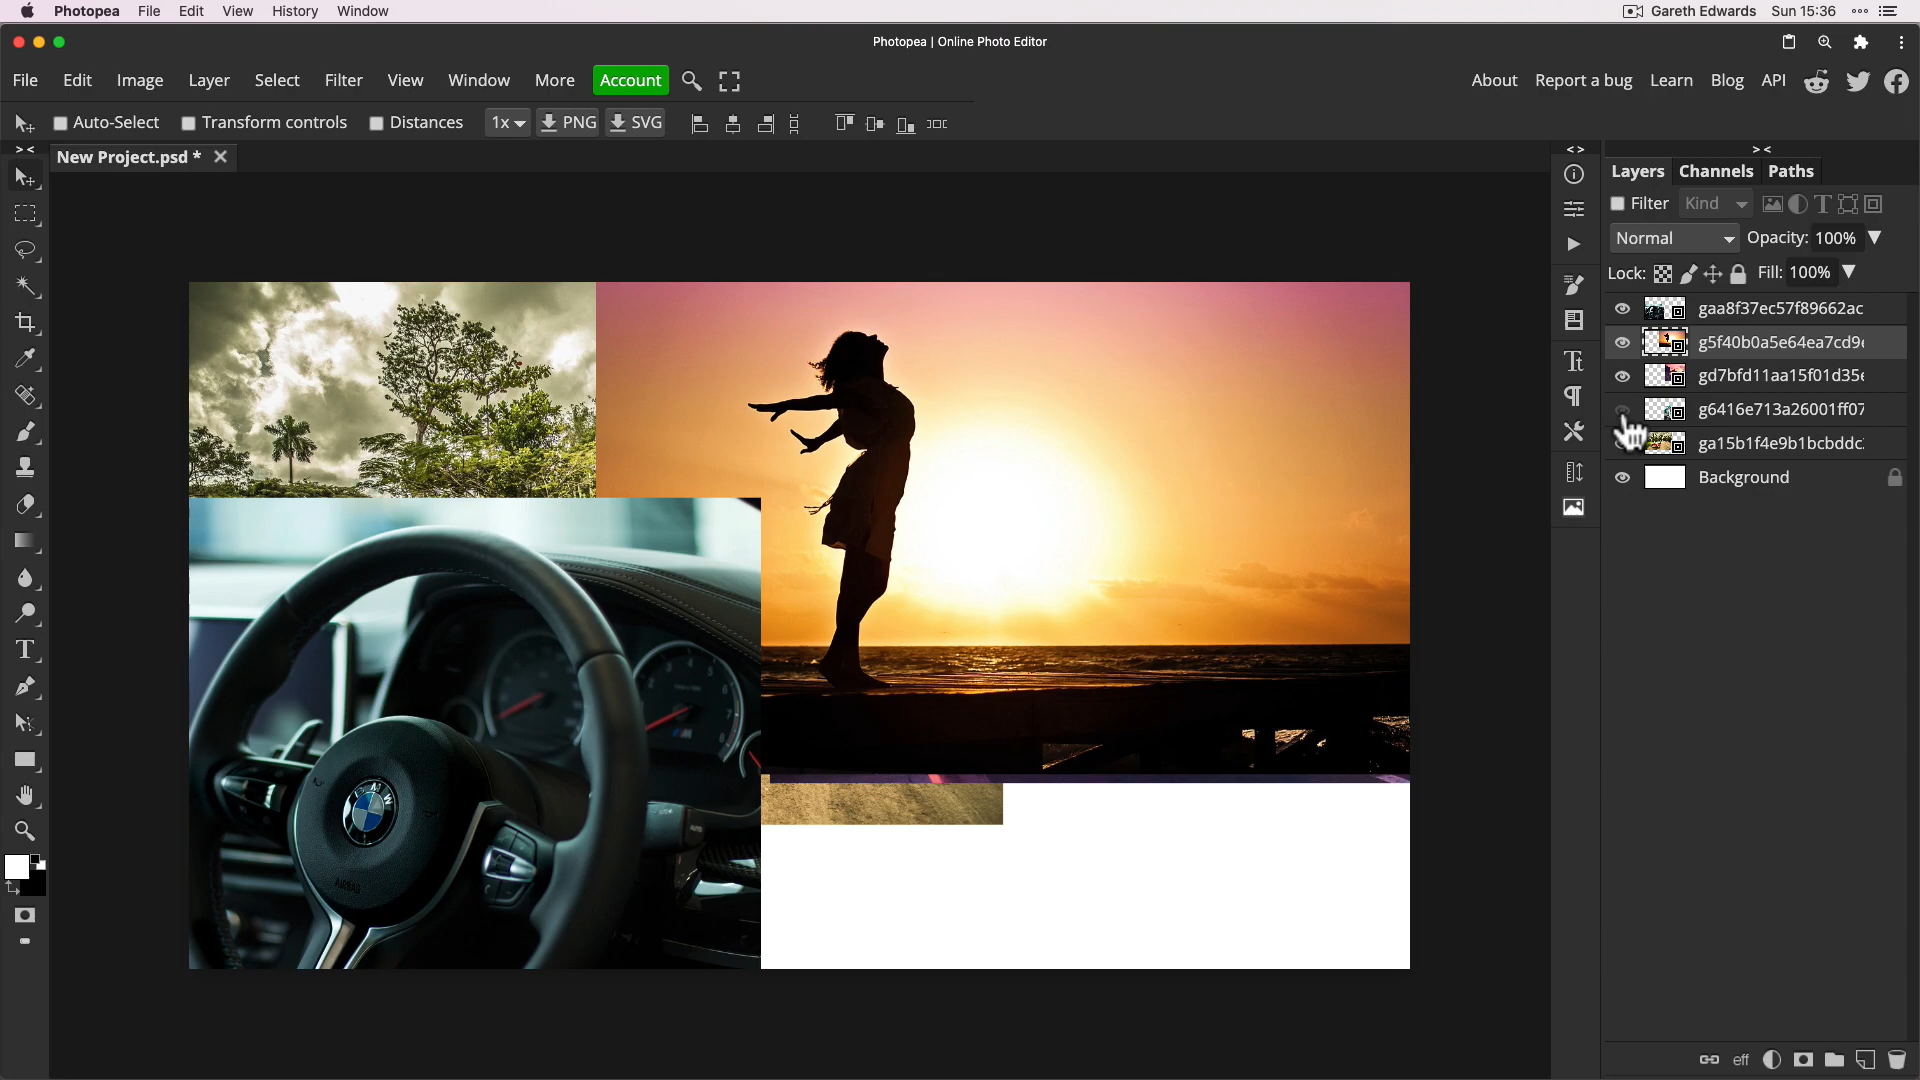 Photopea File Edit View History Window
Gareth Edwards Sun 15:36
Photopea | Online Photo Editor
File Edit Image Layer Select Filter View Window More Account
About Report a bug Learn Blog API
Auto-Select Transform controls Distances 1x PNG SVG
> <
New Project.psd *
< >
> <
Layers Channels Paths
Filter Kind
Normal Opacity: 100%
Lock: Fill: 100%
gaa8f37ec57f89662ac
g5f40b0a5e64ea7cd9
gd7bfd11aa15f01d35
g6416e713a26001ff07
ga15b1f4e9b1bcbddc
Background
BMW
AIRBAG
eff